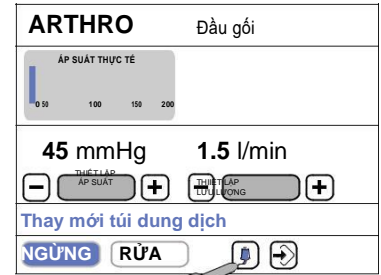 ARTHRO Đầu gối
ÁP SUẤT THỰC TẾ
0 50 100 150 200
45 mmHg 1.5 l/min
THIẾT LẬP ÁP SUẤT
THIẾT LẬP LƯU LƯỢNG
Thay mới túi dung dịch
NGỪNG RỬA